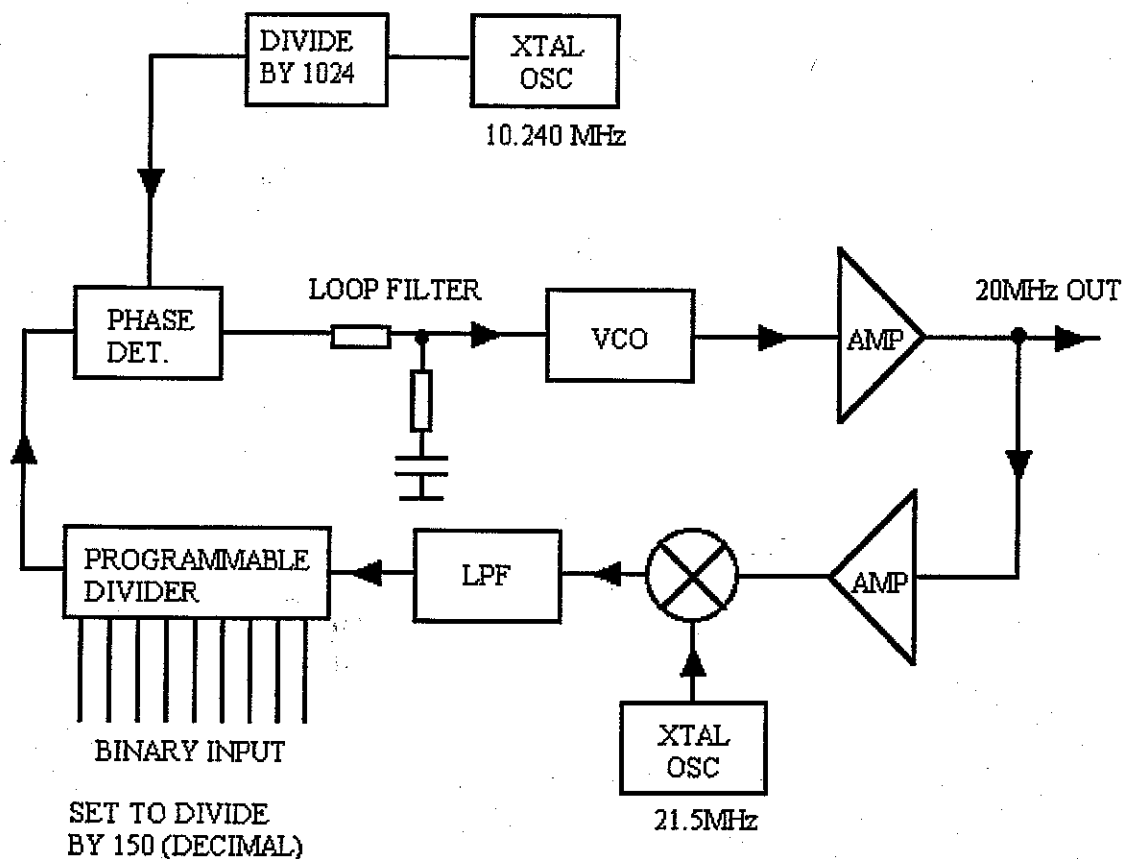 DIVIDE
BY 1024
XTAL
OSC
10.240 MHz
LOOP FILTER
20MHz OUT
PHASE
DET.
VCO
AMP
PROGRAMMABLE
DIVIDER
LPF
AMP
BINARY INPUT
XTAL
OSC
SET TO DIVIDE
BY 150 (DECIMAL)
21.5MHz